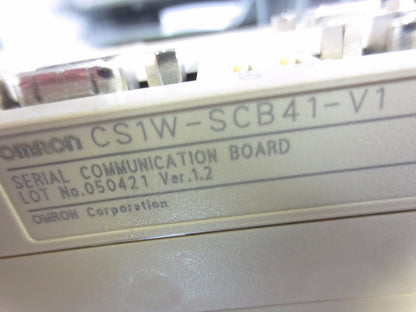 omron CS1W-SCB41-V1
SERIAL COMMUNICATION BOARD
LOT No.050421 Ver.1.2
OMRON Corporation